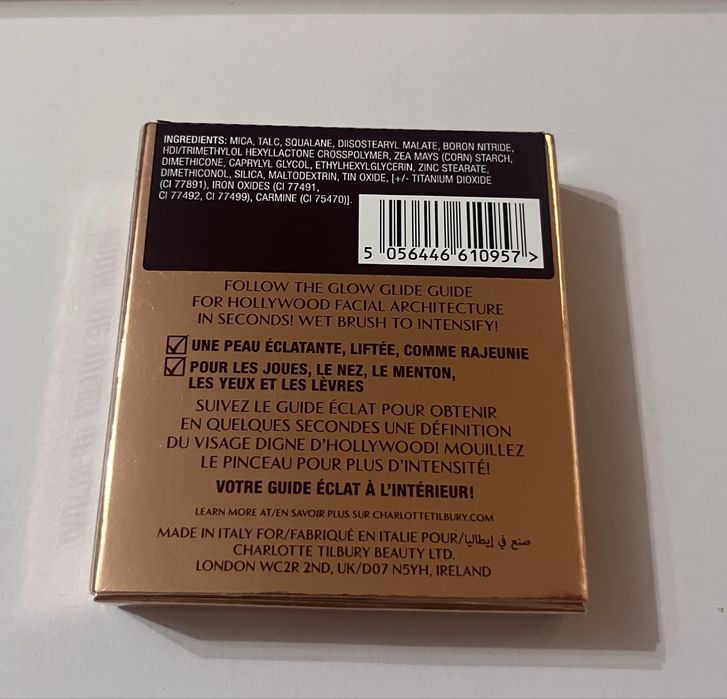 INGREDIENTS: MICA, TALC, SQUALANE, DIISOSTEARYL MALATE, BORON NITRIDE,
HDI/TRIMETHYLOL HEXYLLACTONE CROSSPOLYMER, ZEA MAYS (CORN) STARCH,
DIMETHICONE, CAPRYLYL GLYCOL, ETHYLHEXYLGLYCERIN, ZINC STEARATE,
DIMETHICONOL, SILICA, MALTODEXTRIN, TIN OXIDE, [+/- TITANIUM DIOXIDE
(CI 77891), IRON OXIDES (CI 77491,
CI 77492, CI 77499), CARMINE (CI 75470)].
5 056446 610957 >
FOLLOW THE GLOW GLIDE GUIDE
FOR HOLLYWOOD FACIAL ARCHITECTURE
IN SECONDS! WET BRUSH TO INTENSIFY!
UNE PEAU ÉCLATANTE, LIFTÉE, COMME RAJEUNIE
POUR LES JOUES, LE NEZ, LE MENTON,
LES YEUX ET LES LÈVRES
SUIVEZ LE GUIDE ÉCLAT POUR OBTENIR
EN QUELQUES SECONDES UNE DÉFINITION
DU VISAGE DIGNE D'HOLLYWOOD! MOUILLEZ
LE PINCEAU POUR PLUS D'INTENSITÉ!
VOTRE GUIDE ÉCLAT À L'INTÉRIEUR!
LEARN MORE AT/EN SAVOIR PLUS SUR CHARLOTTETILBURY.COM
MADE IN ITALY FOR/FABRIQUÉ EN ITALIE POUR/صنع في إيطاليا
CHARLOTTE TILBURY BEAUTY LTD.
LONDON WC2R 2ND, UK/D07 N5YH, IRELAND